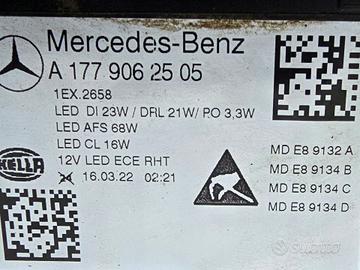 Mercedes-Benz
A 177 906 25 05
1EX.2658
LED DI 23W / DRL 21W / PO 3,3W
LED AFS 68W
LED CL 16W
12V LED ECE RHT
16.03.22 02:21
HELLA
MD E8 9132 A
MD E8 9134 B
MD E8 9134 C
MD E8 9134 D
SUBITO